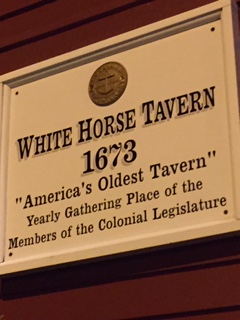 WHITE HORSE TAVERN
1673
"America's Oldest Tavern"
Yearly Gathering Place of the
Members of the Colonial Legislature